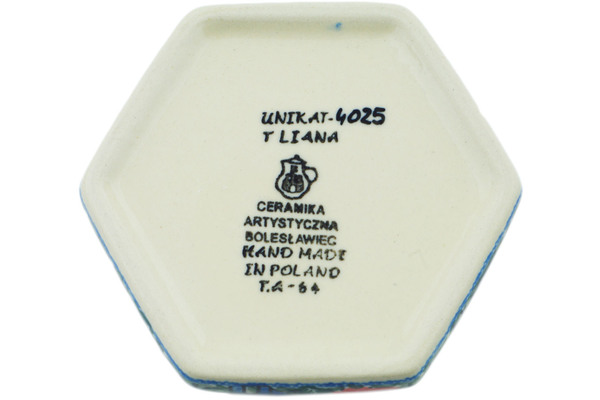 UNIKAT-4025
T LIANA
CERAMIKA
ARTYSTYCZNA
BOLESŁAWIEC
HAND MADE
IN POLAND
T.A-64